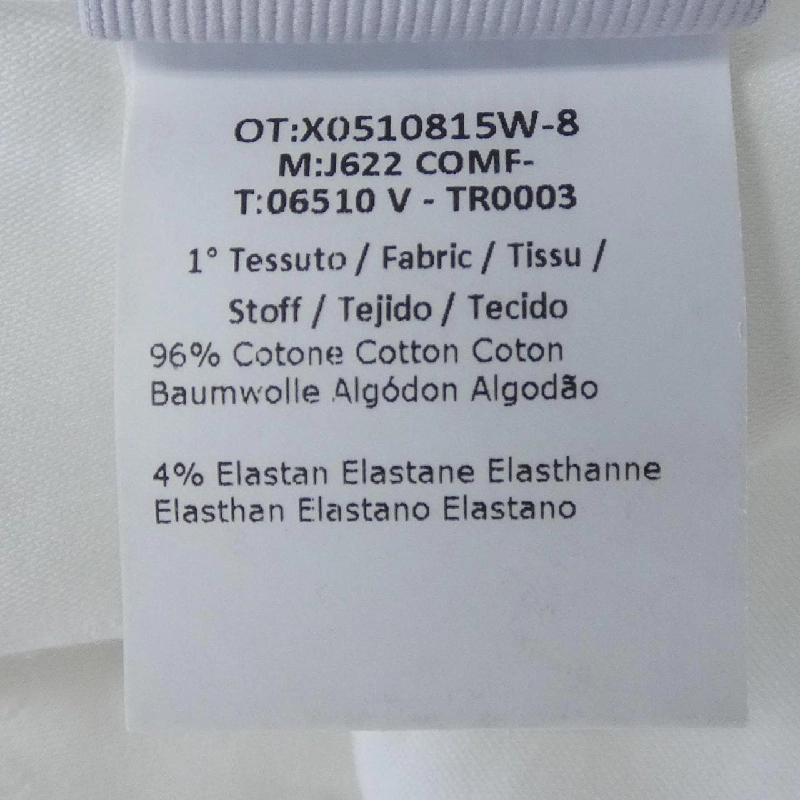 OT:X0510815W-8
M:J622 COMF-
T:06510 V - TR0003
1° Tessuto / Fabric / Tissu /
Stoff / Tejido / Tecido
96% Cotone Cotton Coton
Baumwolle Algódon Algodão
4% Elastan Elastane Elasthanne
Elasthan Elastano Elastano